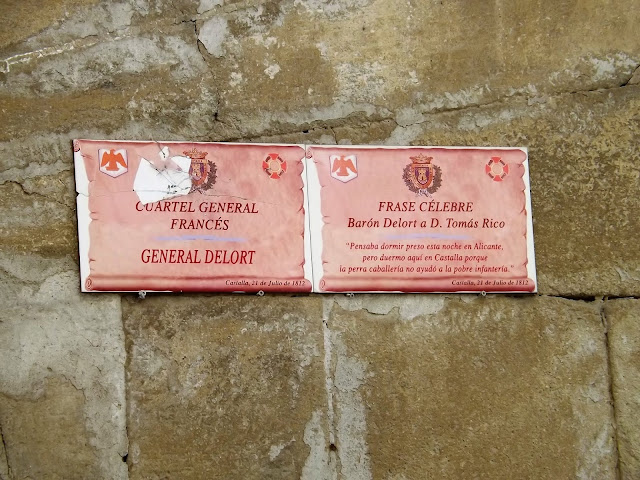 CUARTEL GENERAL
FRANCÉS
GENERAL DELORT
Castalla, 21 de Julio de 1812
FRASE CÉLEBRE
Barón Delort a D. Tomás Rico
"Pensaba dormir preso esta noche en Alicante,
pero duermo aquí en Castalla porque
la perra caballería no ayudó a la pobre infantería."
Castalla, 21 de Julio de 1812